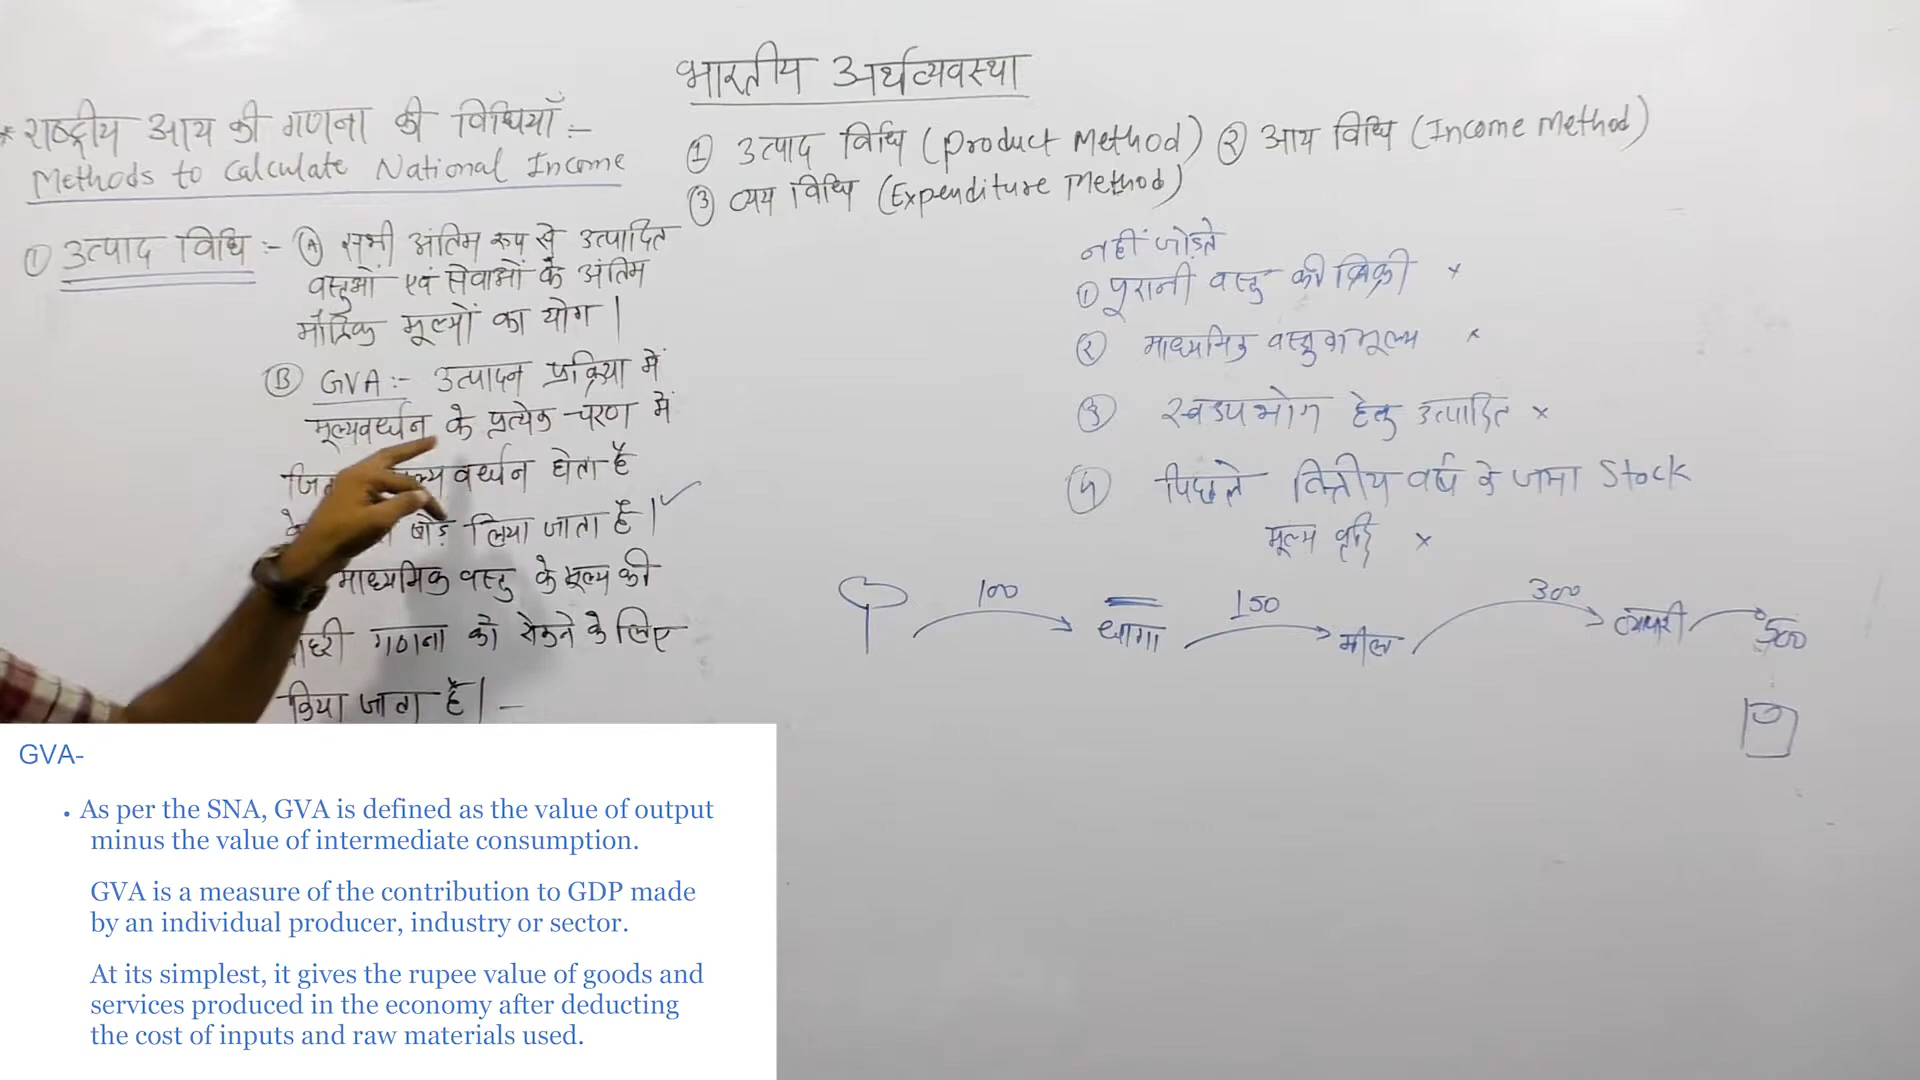 भारतीय अर्थव्यवस्था
* राष्ट्रीय आय की गणना की विधियाँ :-
Methods to Calculate National Income
① उत्पाद विधि (Product Method) ② आय विधि (Income Method)
③ व्यय विधि (Expenditure Method)
① उत्पाद विधि :- Ⓐ सभी अंतिम रूप से उत्पादित
वस्तुओं एवं सेवाओं के अंतिम
मौद्रिक मूल्यों का योग |
Ⓑ GVA :- उत्पादन प्रक्रिया में
मूल्यवर्ध्धन के प्रत्येक चरण में
वर्ध्धन होता है
लिया जाता है |✓
माध्यमिक वस्तु के मूल्य की
गणना को रोकने के लिए
किया जाता है | -
नहीं जोड़ते
① पुरानी वस्तु की बिक्री ×
② माध्यमिक वस्तु का मूल्य ×
③ स्वउपभोग हेतु उत्पादित ×
④ पिछले वित्तीय वर्ष के जमा Stock
मूल्य वृद्धि ×
100 धागा 150 मील 300 व्यापारी 500
GVA-
• As per the SNA, GVA is defined as the value of output
minus the value of intermediate consumption.
GVA is a measure of the contribution to GDP made
by an individual producer, industry or sector.
At its simplest, it gives the rupee value of goods and
services produced in the economy after deducting
the cost of inputs and raw materials used.